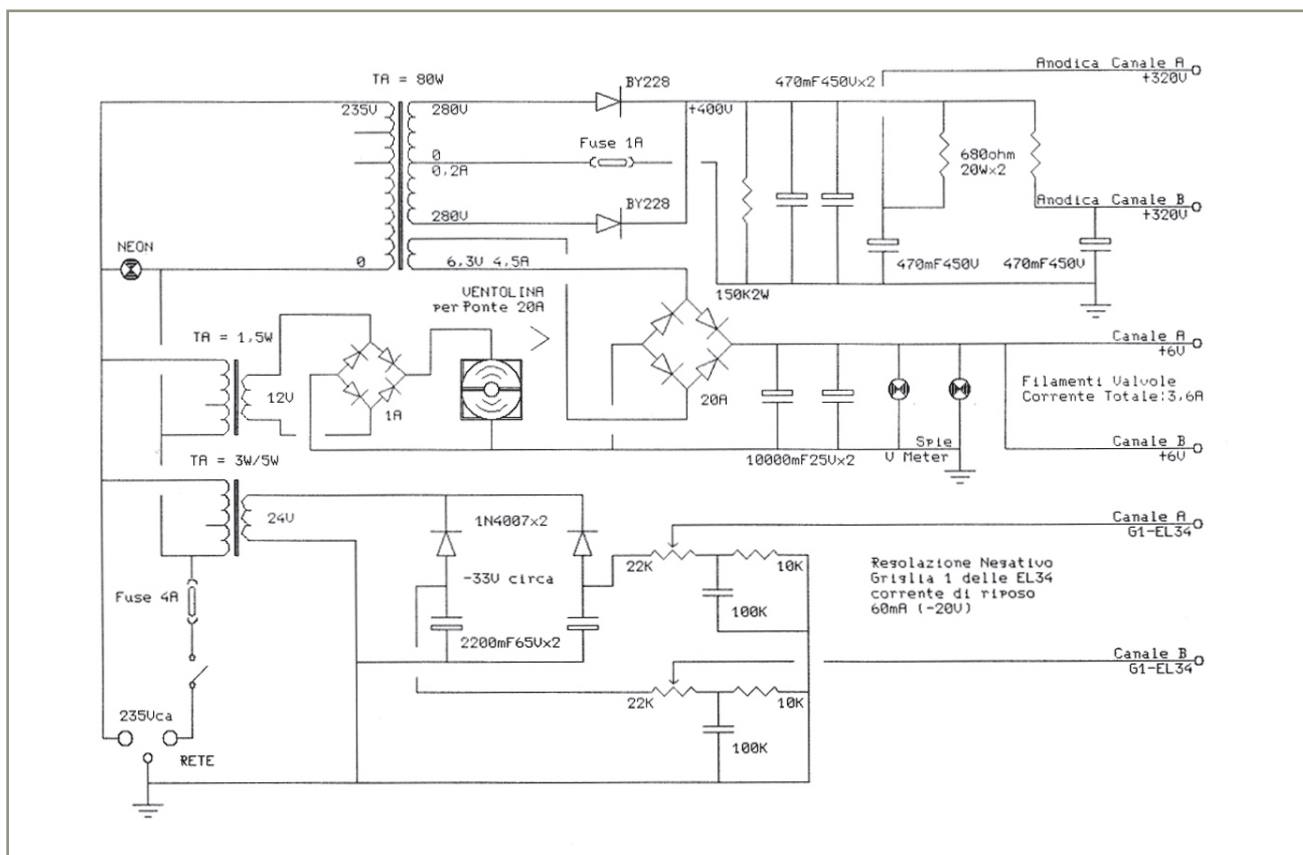 TA = 80W
BY228
470mF450Vx2
Anodica Canale A
+320V
235V
280V
+400V
Fuse 1A
0
0,2A
680ohm
20Wx2
280V
BY228
Anodica Canale B
+320V
NEON
0
6,3V 4,5A
470mF450V
470mF450V
VENTOLINA
per Ponte 20A
150K2W
TA = 1,5W
Canale A
+6V
12V
1A
20A
Filamenti Valvole
Corrente Totale:3,6A
Spie
V Meter
10000mF25Vx2
Canale B
+6V
TA = 3W/5W
24V
1N4007x2
Canale A
G1-EL34
-33V circa
22K
10K
Regolazione Negativo
Griglia 1 delle EL34
corrente di riposo
60mA (-20V)
Fuse 4A
100K
2200mF65Vx2
Canale B
G1-EL34
22K
10K
235Vca
100K
RETE